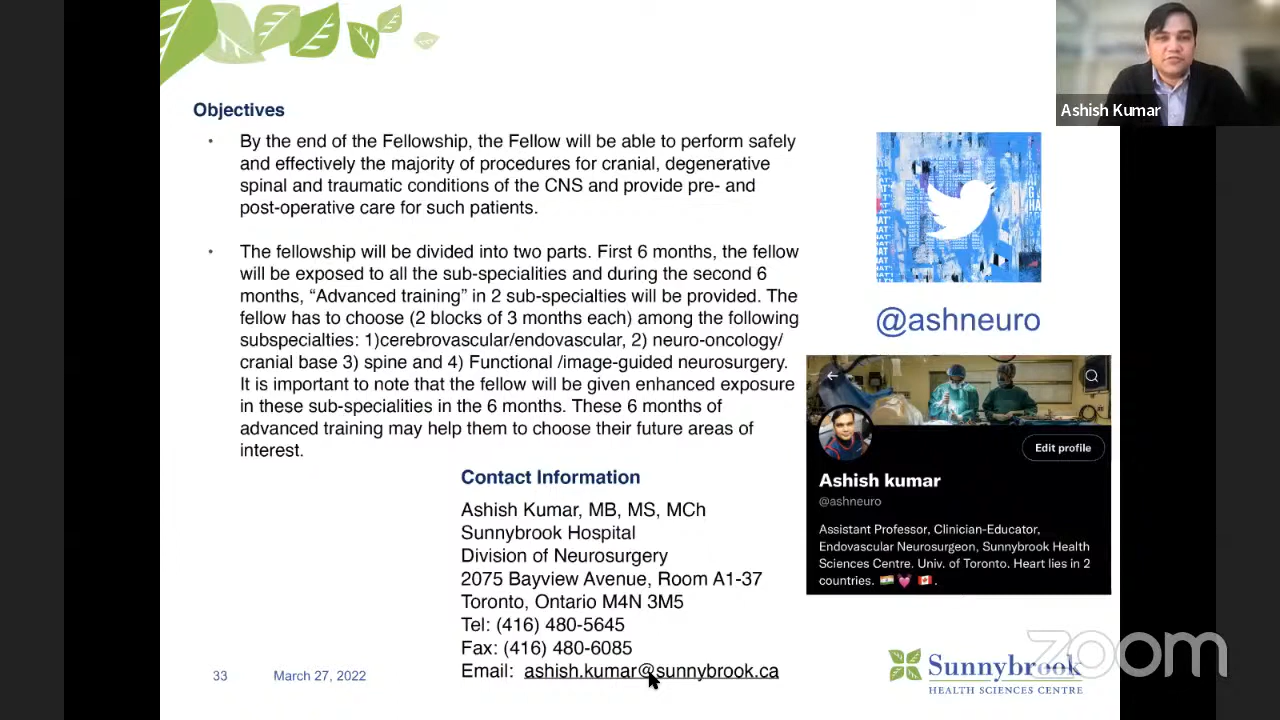 Objectives
• By the end of the Fellowship, the Fellow will be able to perform safely
and effectively the majority of procedures for cranial, degenerative
spinal and traumatic conditions of the CNS and provide pre- and
post-operative care for such patients.
• The fellowship will be divided into two parts. First 6 months, the fellow
will be exposed to all the sub-specialities and during the second 6
months, “Advanced training” in 2 sub-specialties will be provided. The
fellow has to choose (2 blocks of 3 months each) among the following
subspecialties: 1)cerebrovascular/endovascular, 2) neuro-oncology/
cranial base 3) spine and 4) Functional /image-guided neurosurgery.
It is important to note that the fellow will be given enhanced exposure
in these sub-specialities in the 6 months. These 6 months of
advanced training may help them to choose their future areas of
interest.
Contact Information
Ashish Kumar, MB, MS, MCh
Sunnybrook Hospital
Division of Neurosurgery
2075 Bayview Avenue, Room A1-37
Toronto, Ontario M4N 3M5
Tel: (416) 480-5645
Fax: (416) 480-6085
Email: ashish.kumar@sunnybrook.ca
33 March 27, 2022
Ashish Kumar
@ashneuro
Edit profile
Ashish kumar
@ashneuro
Assistant Professor, Clinician-Educator,
Endovascular Neurosurgeon, Sunnybrook Health
Sciences Centre. Univ. of Toronto. Heart lies in 2
countries. 🇮🇳 💓 🇨🇦 .
Sunnybrook
HEALTH SCIENCES CENTRE
zoom